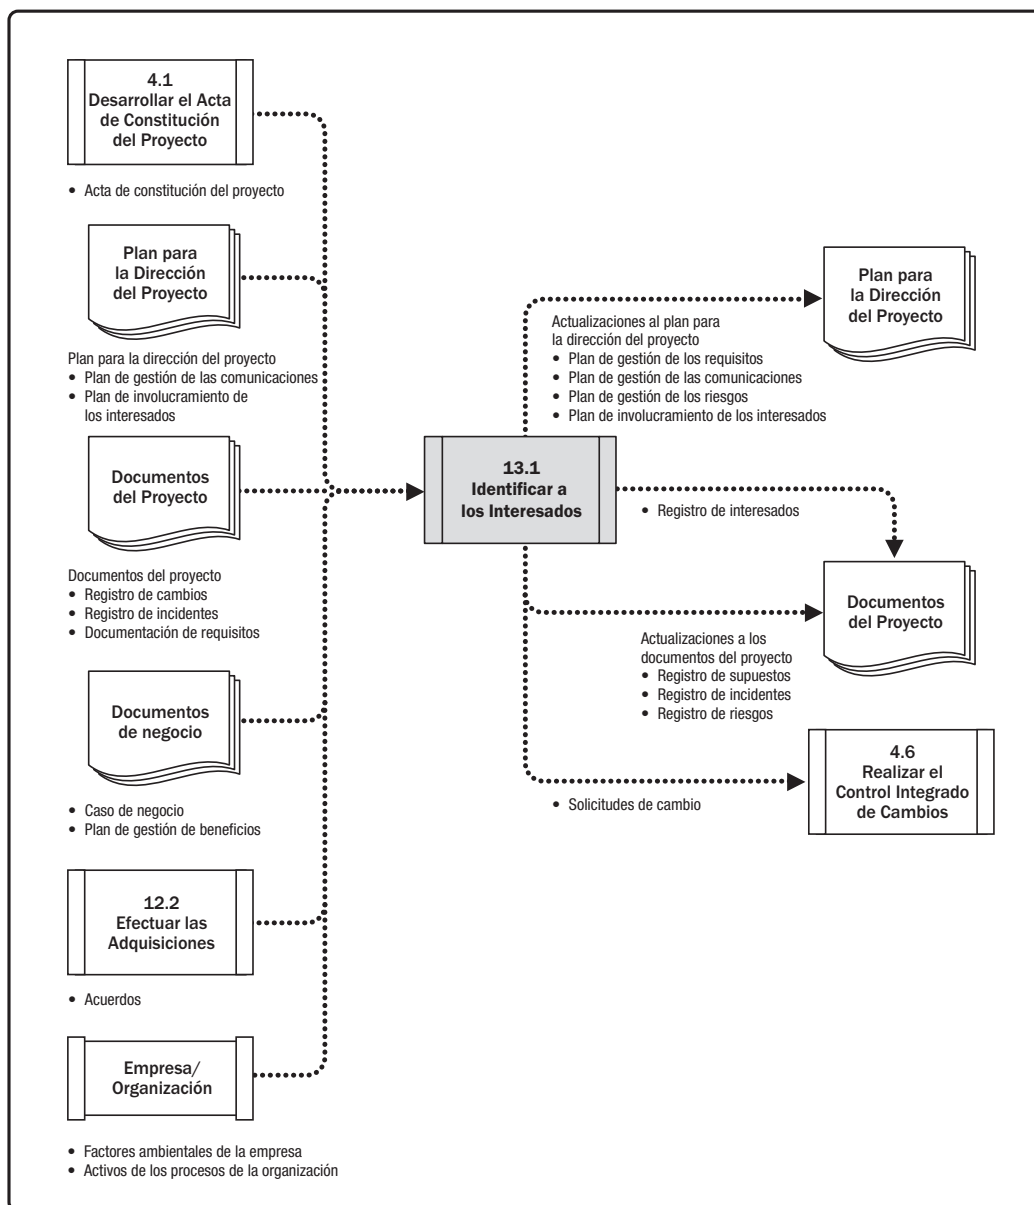 4.1
Desarrollar el Acta
de Constitución
del Proyecto
• Acta de constitución del proyecto
Plan para
la Dirección
del Proyecto
Plan para la dirección del proyecto
• Plan de gestión de las comunicaciones
• Plan de involucramiento de
los interesados
Documentos
del Proyecto
Documentos del proyecto
• Registro de cambios
• Registro de incidentes
• Documentación de requisitos
Documentos
de negocio
• Caso de negocio
• Plan de gestión de beneficios
12.2
Efectuar las
Adquisiciones
• Acuerdos
Empresa/
Organización
• Factores ambientales de la empresa
• Activos de los procesos de la organización
13.1
Identificar a
los Interesados
Actualizaciones al plan para
la dirección del proyecto
• Plan de gestión de los requisitos
• Plan de gestión de las comunicaciones
• Plan de gestión de los riesgos
• Plan de involucramiento de los interesados
Plan para
la Dirección
del Proyecto
• Registro de interesados
Documentos
del Proyecto
Actualizaciones a los
documentos del proyecto
• Registro de supuestos
• Registro de incidentes
• Registro de riesgos
• Solicitudes de cambio
4.6
Realizar el
Control Integrado
de Cambios